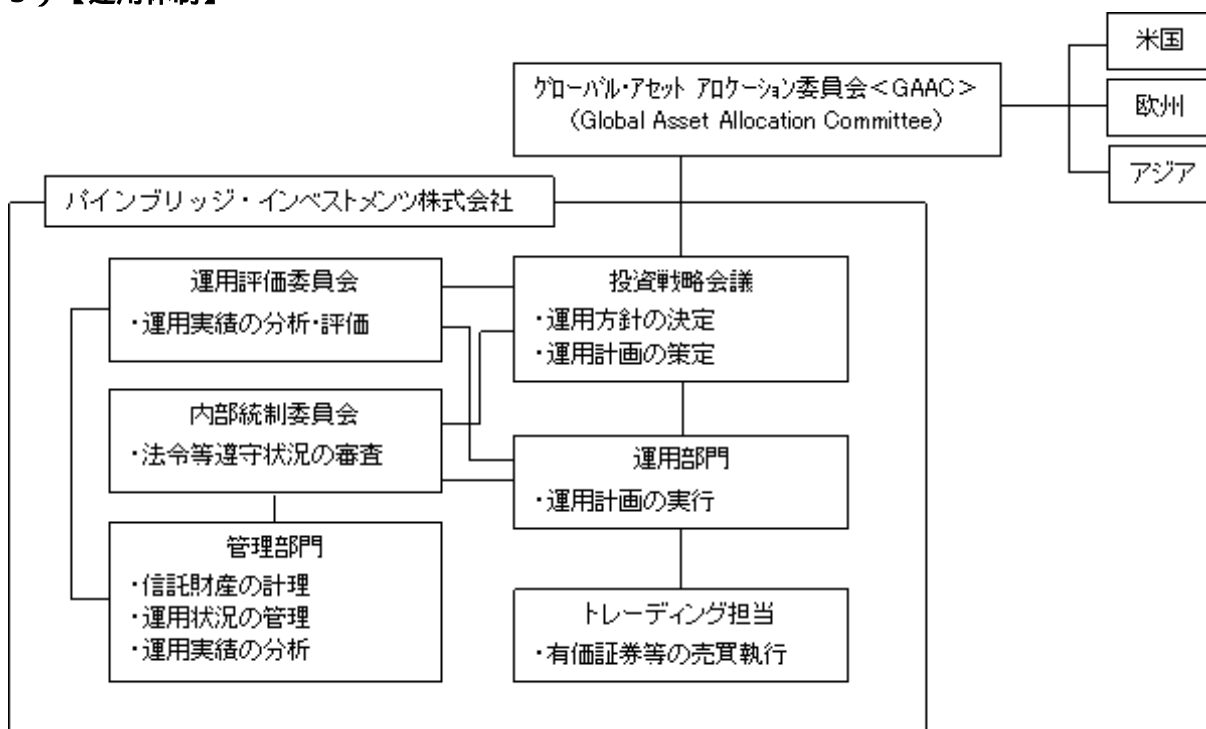 【運用体制】
米国
グローバル・アセット アロケーション委員会<GAAC>
(Global Asset Allocation Committee)
欧州
アジア
パインブリッジ・インベストメンツ株式会社
運用評価委員会
・運用実績の分析・評価
投資戦略会議
・運用方針の決定
・運用計画の策定
内部統制委員会
・法令等遵守状況の審査
運用部門
・運用計画の実行
管理部門
・信託財産の計理
・運用状況の管理
・運用実績の分析
トレーディング担当
・有価証券等の売買執行